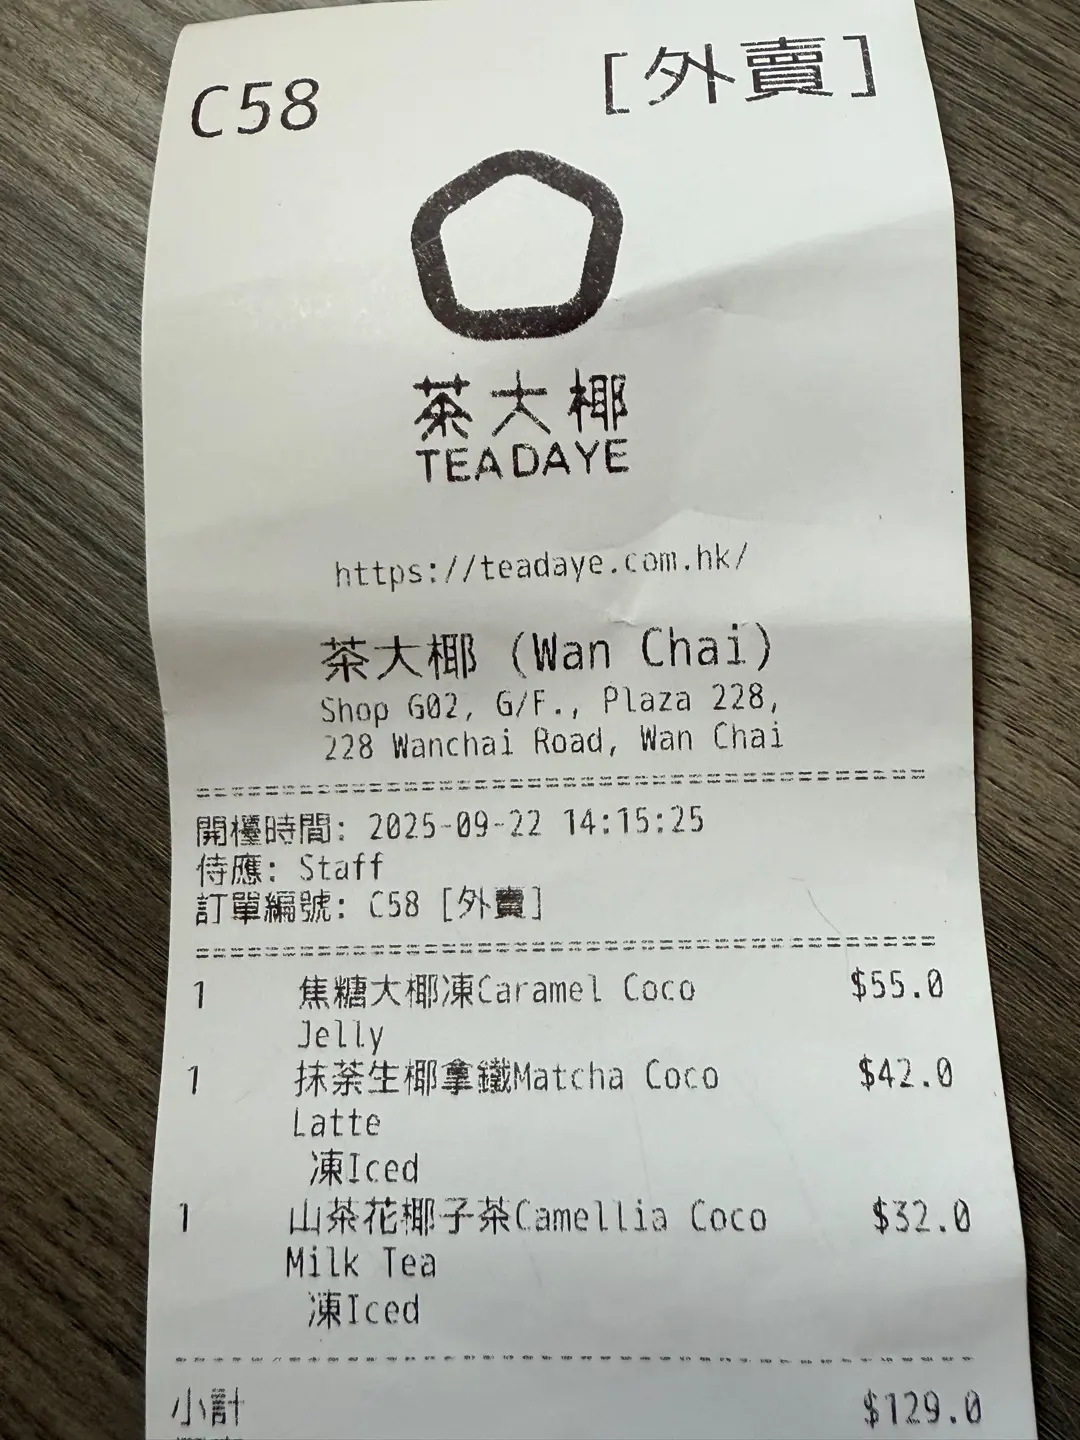 C58 [外賣]
茶大椰
TEADAYE
https://teadaye.com.hk/
茶大椰 (Wan Chai)
Shop G02, G/F., Plaza 228,
228 Wanchai Road, Wan Chai
開檯時間: 2025-09-22 14:15:25
侍應: Staff
訂單編號: C58 [外賣]
1 焦糖大椰凍Caramel Coco $55.0
Jelly
1 抹茶生椰拿鐵Matcha Coco $42.0
Latte
凍Iced
1 山茶花椰子茶Camellia Coco $32.0
Milk Tea
凍Iced
小計 $129.0